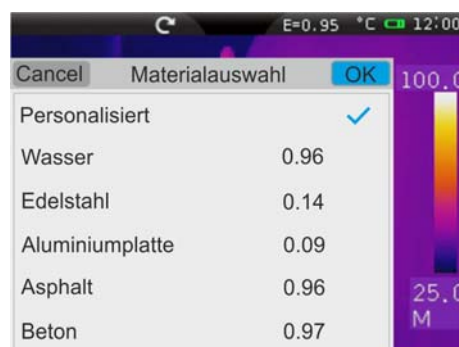 E=0.95 °C 12:00
Cancel Materialauswahl OK
Personalisiert
Wasser 0.96
Edelstahl 0.14
Aluminiumplatte 0.09
Asphalt 0.96
Beton 0.97
100.0
25.0
M